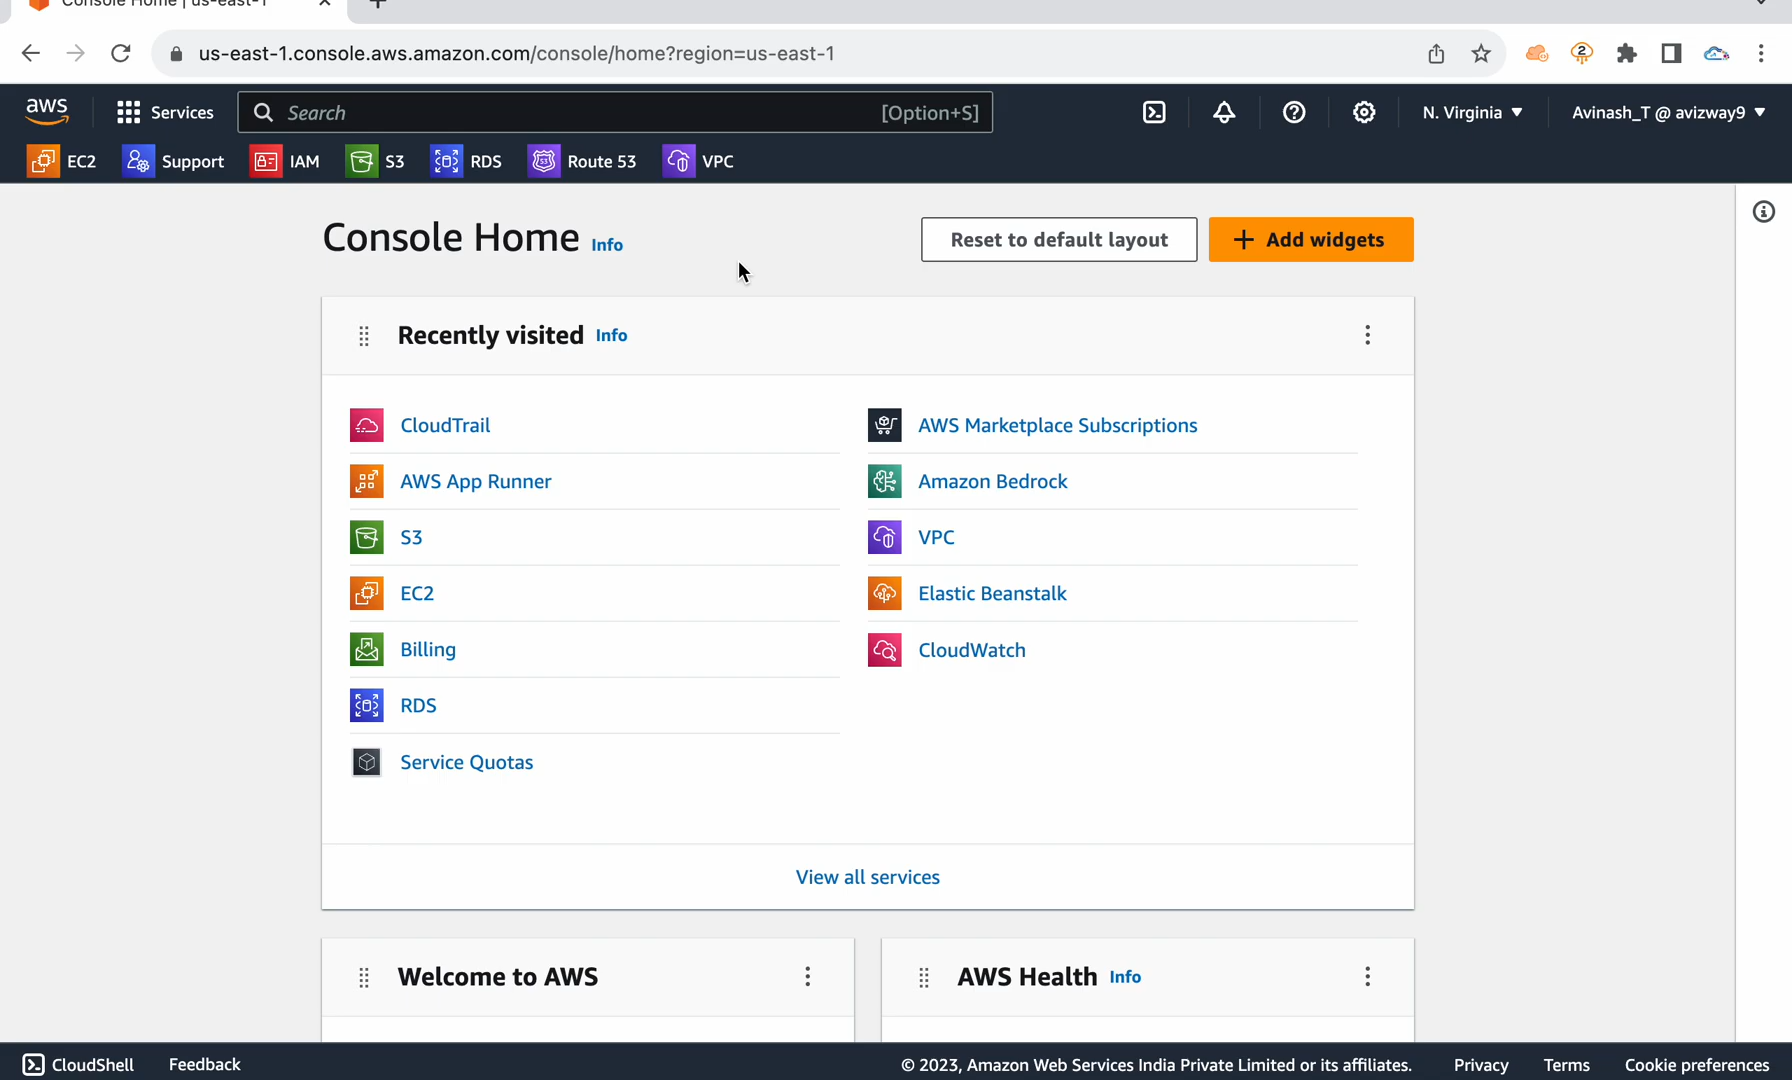 Console Home | us-east-1
us-east-1.console.aws.amazon.com/console/home?region=us-east-1
2
aws Services Search [Option+S] N. Virginia Avinash_T @ avizway9
EC2 Support IAM S3 RDS Route 53 VPC
Console Home Info Reset to default layout + Add widgets
Recently visited Info
CloudTrail
AWS App Runner
S3
EC2
Billing
RDS
Service Quotas
AWS Marketplace Subscriptions
Amazon Bedrock
VPC
Elastic Beanstalk
CloudWatch
View all services
Welcome to AWS
AWS Health Info
CloudShell Feedback © 2023, Amazon Web Services India Private Limited or its affiliates. Privacy Terms Cookie preferences